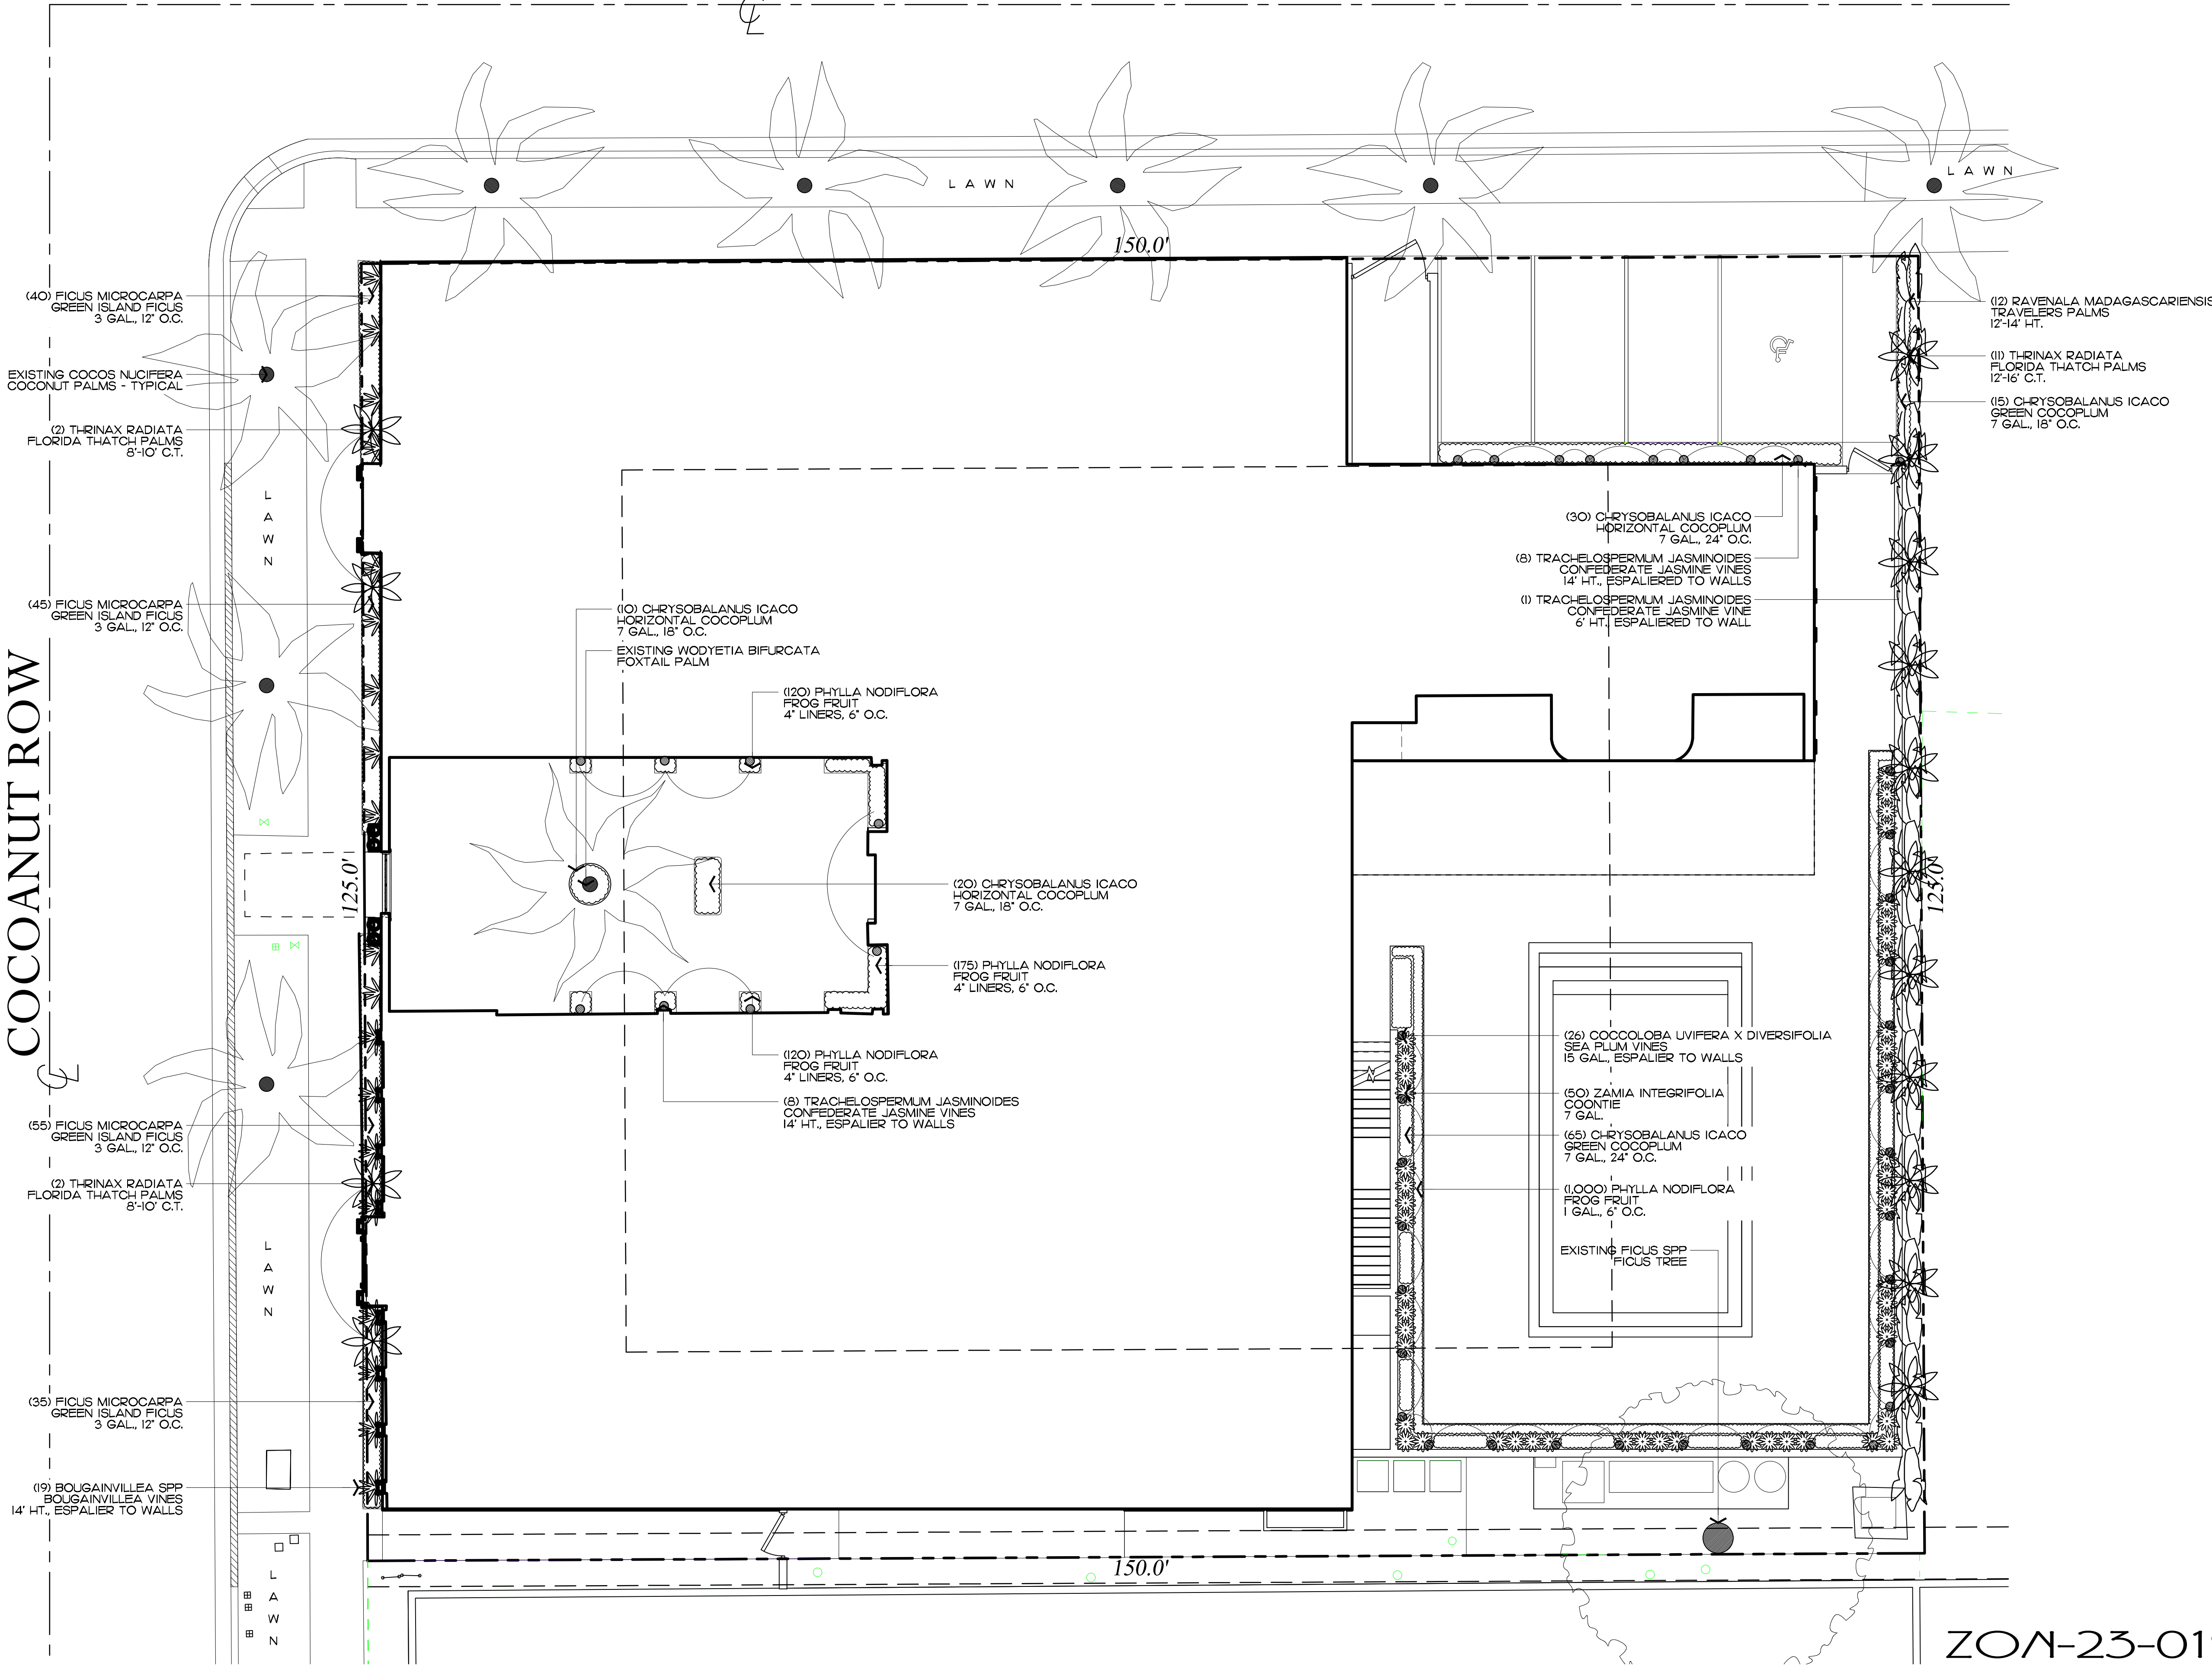 L A W N
L A W N
150.0'
(40) FICUS MICROCARPA
GREEN ISLAND FICUS
3 GAL., 12" O.C.
EXISTING COCOS NUCIFERA
COCONUT PALMS - TYPICAL
(2) THRINAX RADIATA
FLORIDA THATCH PALMS
8'-10' C.T.
L
A
W
N
(45) FICUS MICROCARPA
GREEN ISLAND FICUS
3 GAL., 12" O.C.
COCOANUT ROW
125.0'
(55) FICUS MICROCARPA
GREEN ISLAND FICUS
3 GAL., 12" O.C.
(2) THRINAX RADIATA
FLORIDA THATCH PALMS
8'-10' C.T.
L
A
W
N
(35) FICUS MICROCARPA
GREEN ISLAND FICUS
3 GAL., 12" O.C.
(19) BOUGAINVILLEA SPP
BOUGAINVILLEA VINES
14' HT., ESPALIER TO WALLS
L
A
W
N
(10) CHRYSOBALANUS ICACO
HORIZONTAL COCOPLUM
7 GAL., 18" O.C.
EXISTING WODYETIA BIFURCATA
FOXTAIL PALM
(120) PHYLLA NODIFLORA
FROG FRUIT
4" LINERS, 6" O.C.
(20) CHRYSOBALANUS ICACO
HORIZONTAL COCOPLUM
7 GAL., 18" O.C.
(175) PHYLLA NODIFLORA
FROG FRUIT
4" LINERS, 6" O.C.
(120) PHYLLA NODIFLORA
FROG FRUIT
4" LINERS, 6" O.C.
(8) TRACHELOSPERMUM JASMINOIDES
CONFEDERATE JASMINE VINES
14' HT., ESPALIER TO WALLS
(12) RAVENALA MADAGASCARIENSIS
TRAVELERS PALMS
12'-14' HT.
(11) THRINAX RADIATA
FLORIDA THATCH PALMS
12'-16' C.T.
(15) CHRYSOBALANUS ICACO
GREEN COCOPLUM
7 GAL., 18" O.C.
(30) CHRYSOBALANUS ICACO
HORIZONTAL COCOPLUM
7 GAL., 24" O.C.
(8) TRACHELOSPERMUM JASMINOIDES
CONFEDERATE JASMINE VINES
14' HT., ESPALIERED TO WALLS
(1) TRACHELOSPERMUM JASMINOIDES
CONFEDERATE JASMINE VINE
6' HT., ESPALIERED TO WALL
125.0'
(26) COCCOLOBA UVIFERA X DIVERSIFOLIA
SEA PLUM VINES
15 GAL., ESPALIER TO WALLS
(50) ZAMIA INTEGRIFOLIA
COONTIE
7 GAL.
(65) CHRYSOBALANUS ICACO
GREEN COCOPLUM
7 GAL., 24" O.C.
(1,000) PHYLLA NODIFLORA
FROG FRUIT
1 GAL., 6" O.C.
EXISTING FICUS SPP
FICUS TREE
150.0'
ZON-23-01